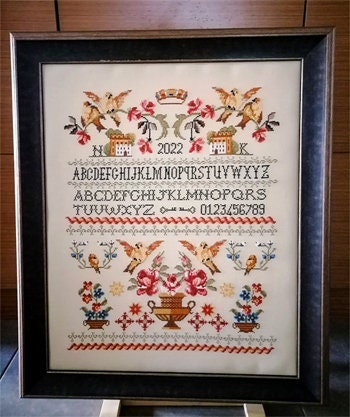 N 2022 K
ABCDEFGHIJKLMNOPQRSTUVWXYZ
ABCDEFGHIJKLMNOPQRS
TUVWXYZ 0123456789